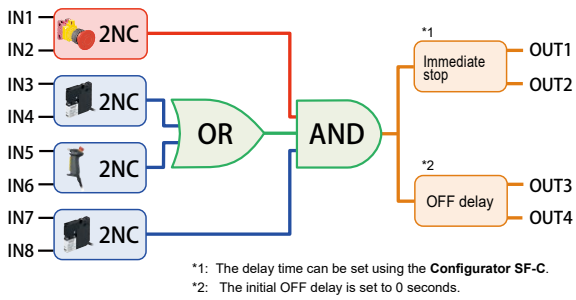 IN1
IN2
2NC
IN3
IN4
2NC
IN5
IN6
2NC
IN7
IN8
2NC
OR
AND
*1
Immediate
stop
OUT1
OUT2
*2
OFF delay
OUT3
OUT4
*1: The delay time can be set using the Configurator SF-C.
*2: The initial OFF delay is set to 0 seconds.